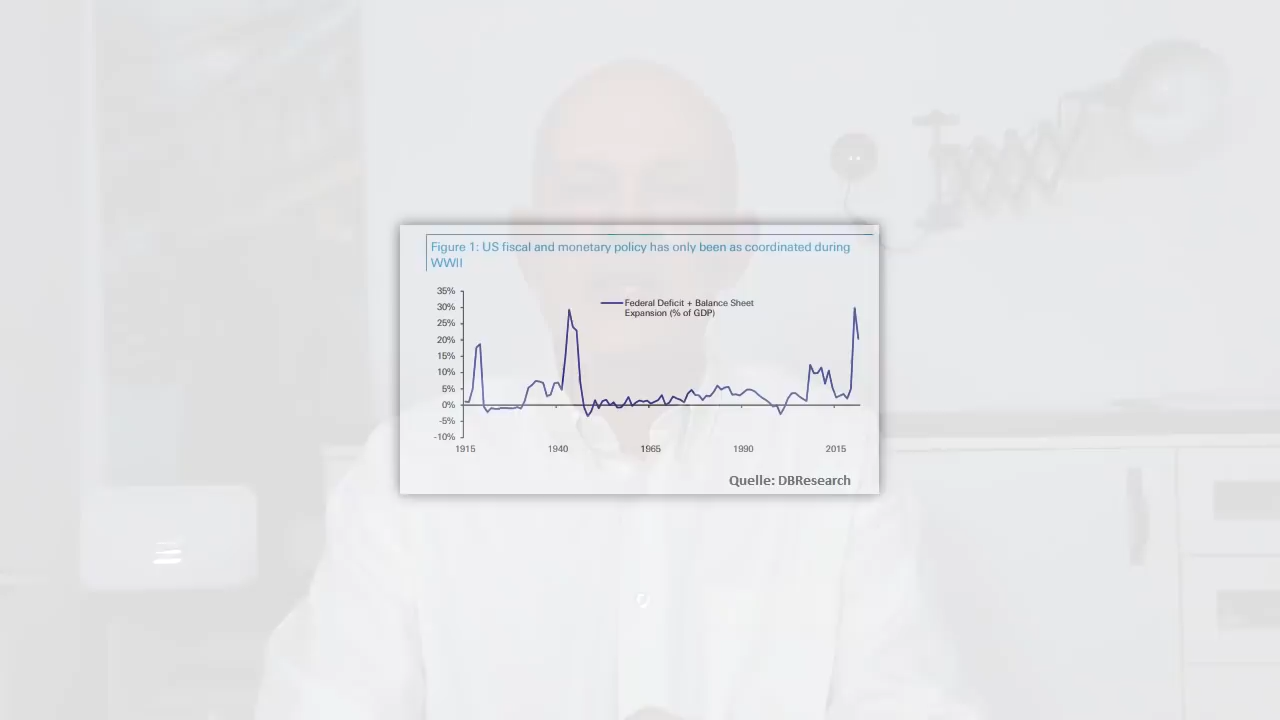 Figure 1: US fiscal and monetary policy has only been as coordinated during
WWII
35%
30%
25%
20%
15%
10%
5%
0%
-5%
-10%
Federal Deficit + Balance Sheet
Expansion (% of GDP)
1915 1940 1965 1990 2015
Quelle: DBResearch